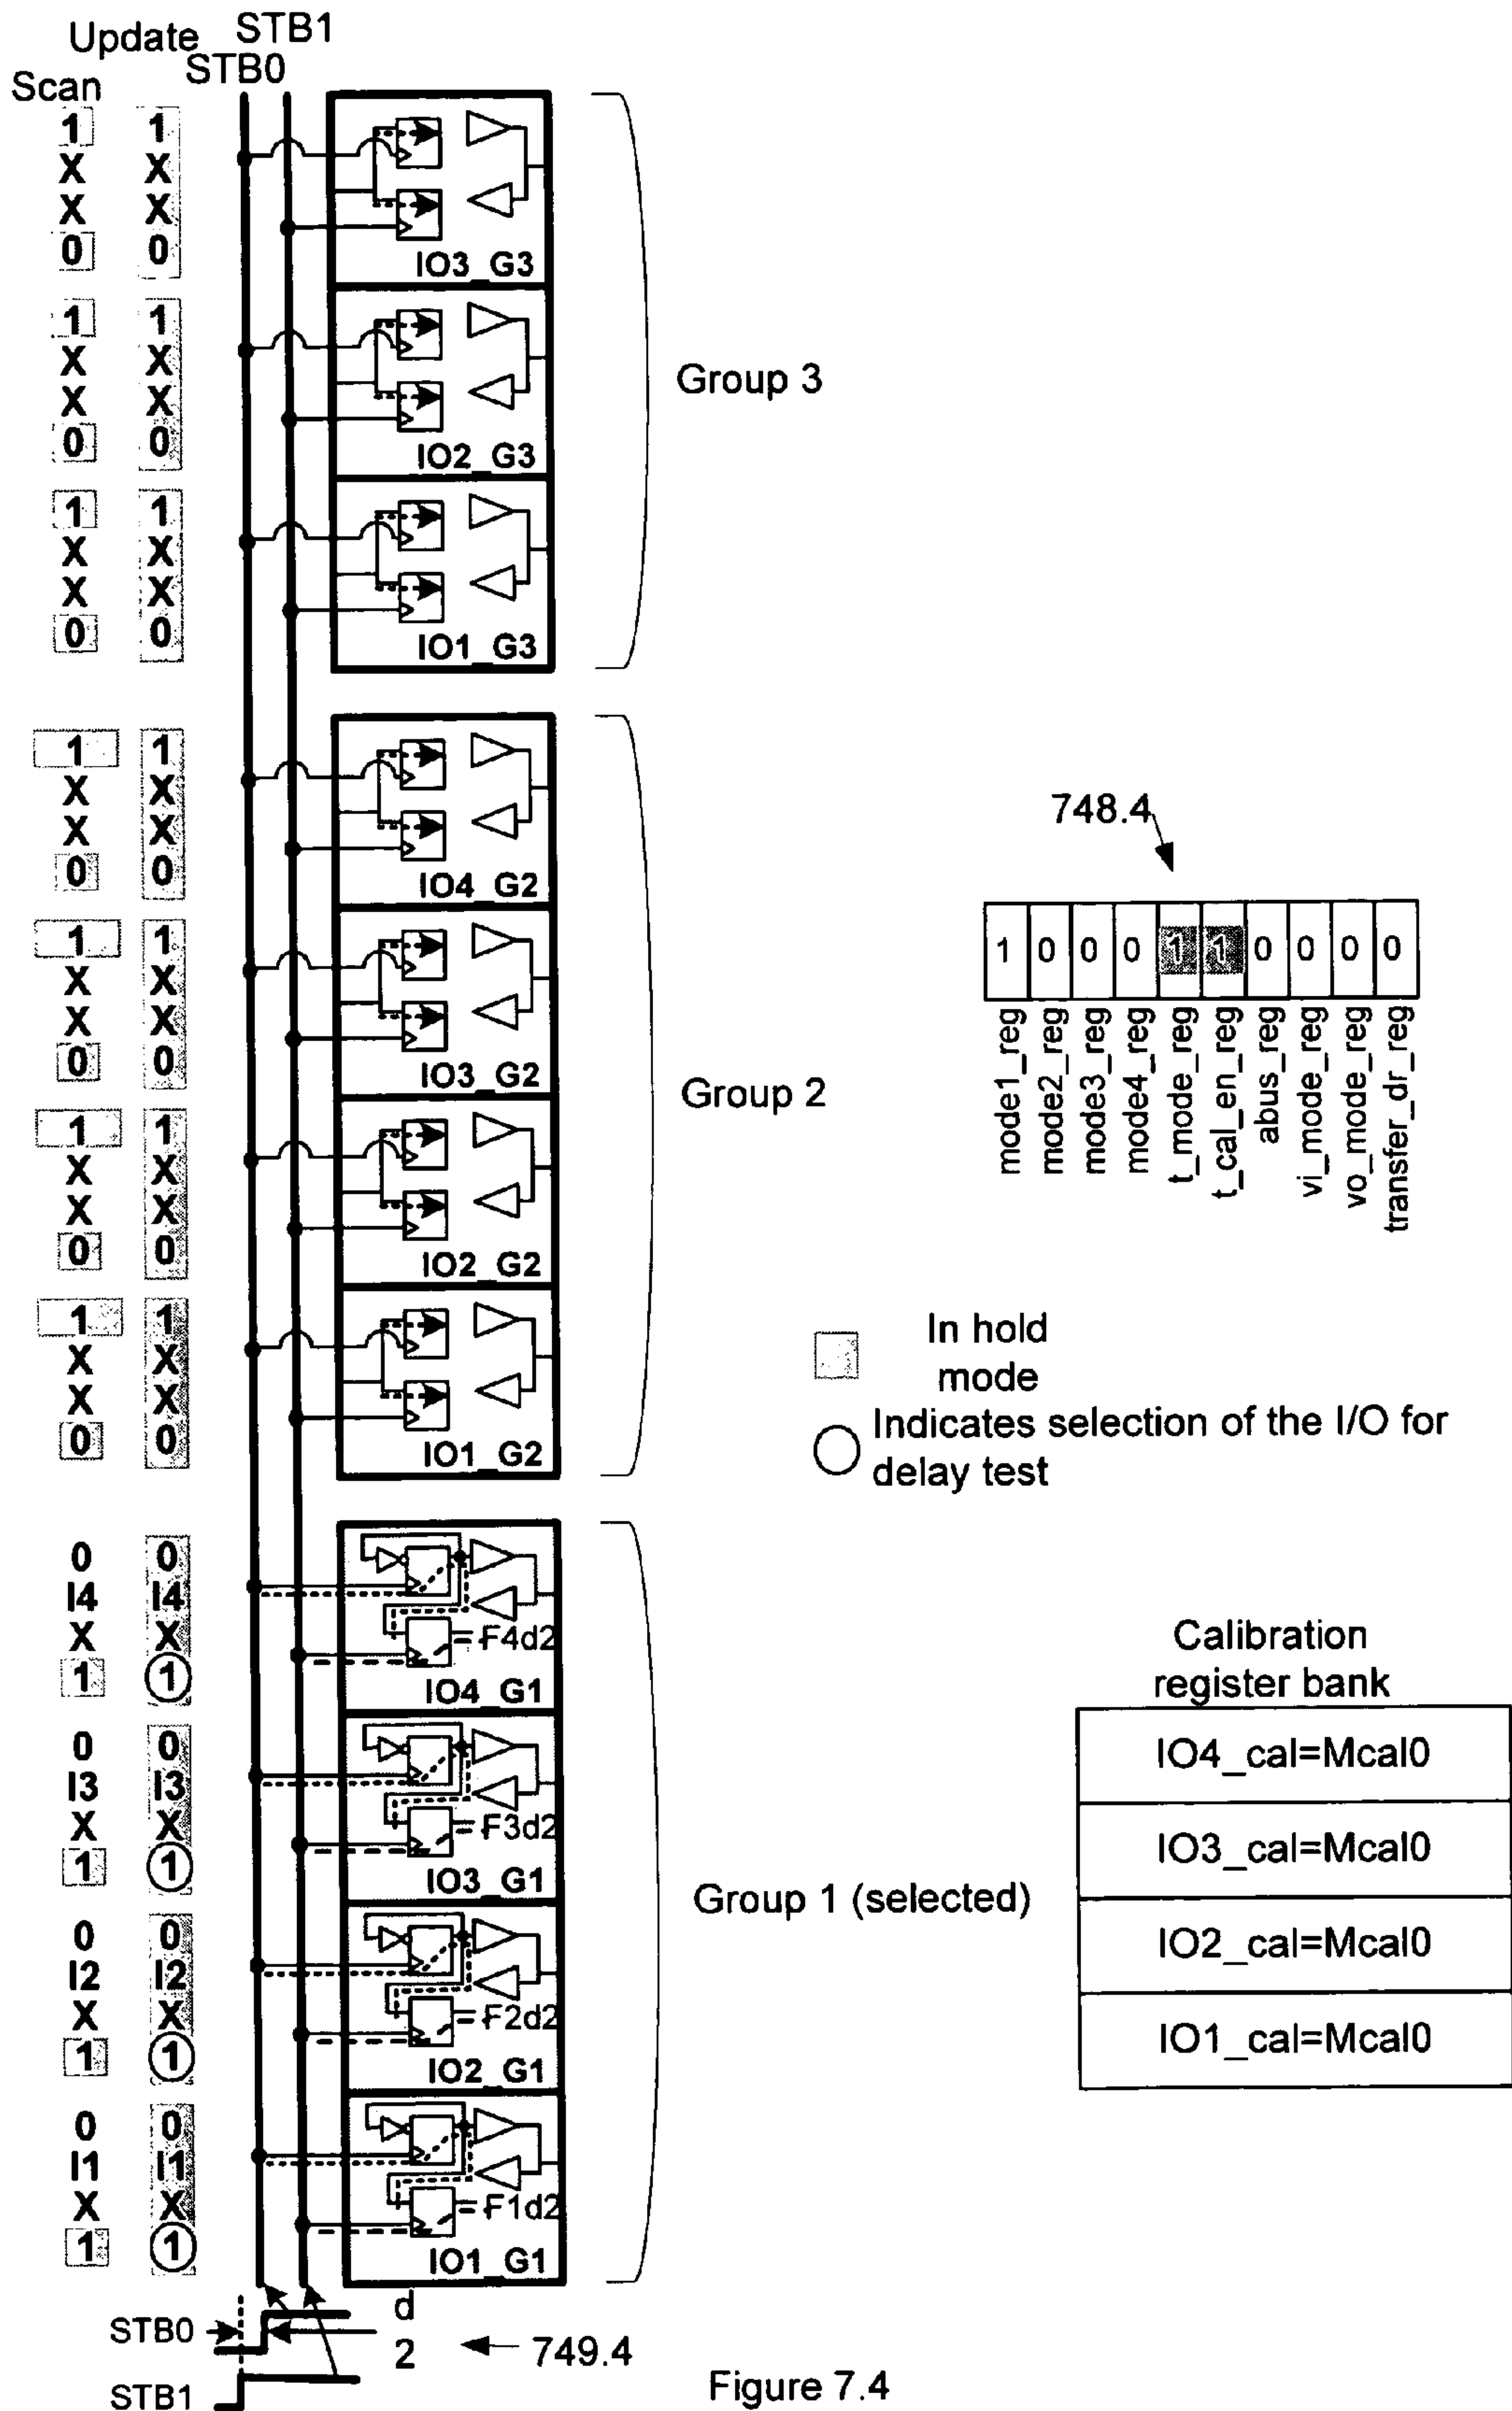 Update
STB1
STB0
Scan
1 1
X X
X X
0 0
IO3_G3
1 1
X X
X X
0 0
IO2_G3
1 1
X X
X X
0 0
IO1_G3
Group 3
1 1
X X
X X
0 0
IO4_G2
1 1
X X
X X
0 0
IO3_G2
1 1
X X
X X
0 0
IO2_G2
1 1
X X
X X
0 0
IO1_G2
Group 2
748.4
1 0 0 0 1 1 0 0 0 0
mode1_reg
mode2_reg
mode3_reg
mode4_reg
t_mode_reg
t_cal_en_reg
abus_reg
vi_mode_reg
vo_mode_reg
transfer_dr_reg
In hold
mode
Indicates selection of the I/O for
delay test
0 0
I4 I4
X X
1 1
F4d2
IO4_G1
0 0
I3 I3
X X
1 1
F3d2
IO3_G1
0 0
I2 I2
X X
1 1
F2d2
IO2_G1
0 0
I1 I1
X X
1 1
F1d2
IO1_G1
Group 1 (selected)
Calibration
register bank
IO4_cal=Mcal0
IO3_cal=Mcal0
IO2_cal=Mcal0
IO1_cal=Mcal0
STB0
d
2
749.4
STB1
Figure 7.4